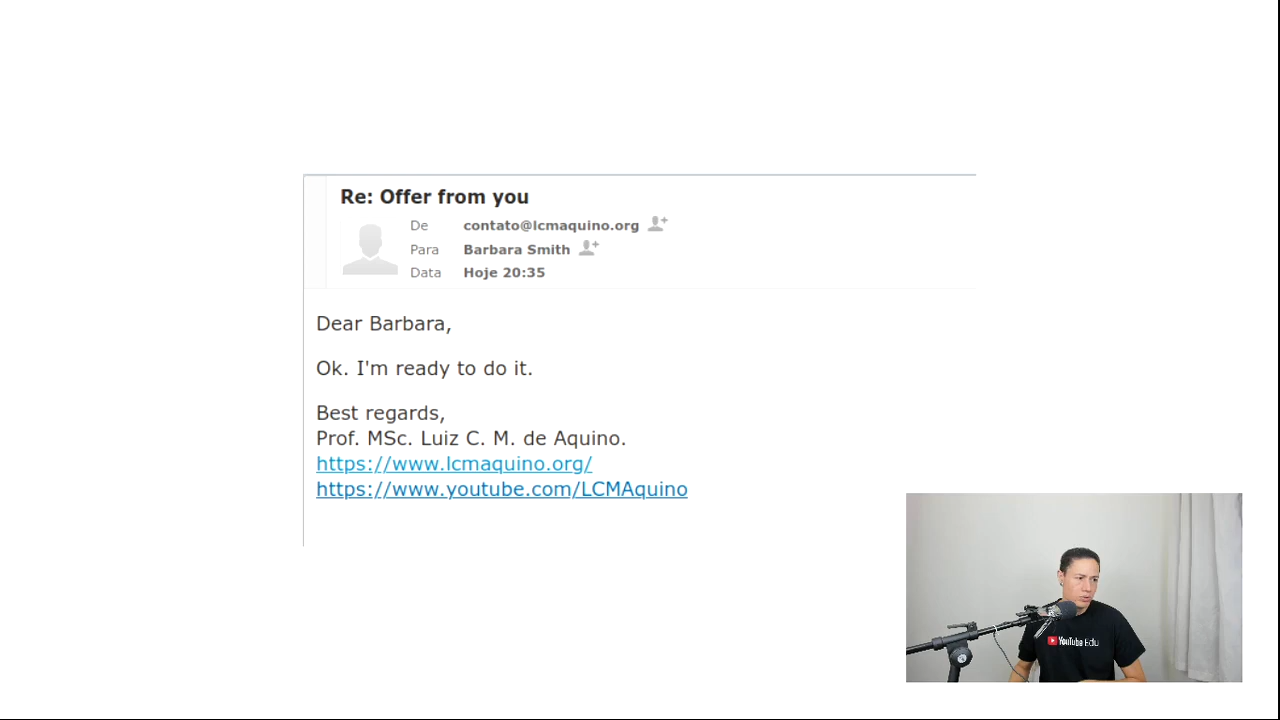 Re: Offer from you
De contato@lcmaquino.org
Para Barbara Smith
Data Hoje 20:35
Dear Barbara,
Ok. I'm ready to do it.
Best regards,
Prof. MSc. Luiz C. M. de Aquino.
https://www.lcmaquino.org/
https://www.youtube.com/LCMAquino
YouTube Edu